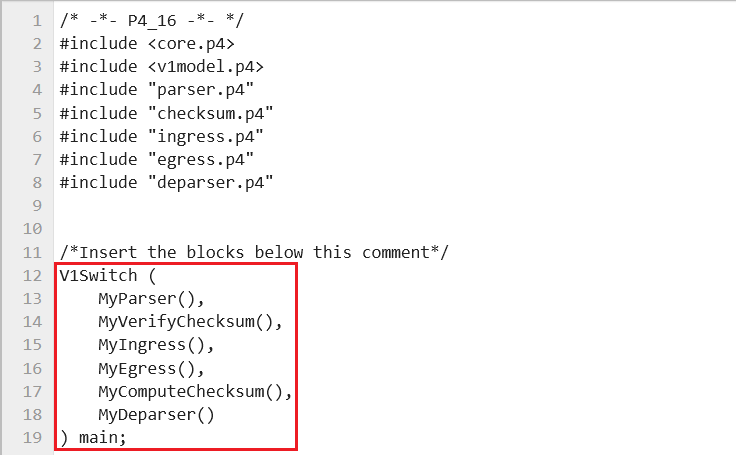 1 /* -*- P4_16 -*- */
2 #include <core.p4>
3 #include <v1model.p4>
4 #include "parser.p4"
5 #include "checksum.p4"
6 #include "ingress.p4"
7 #include "egress.p4"
8 #include "deparser.p4"
9
10
11 /*Insert the blocks below this comment*/
12 V1Switch (
13     MyParser(),
14     MyVerifyChecksum(),
15     MyIngress(),
16     MyEgress(),
17     MyComputeChecksum(),
18     MyDeparser()
19 ) main;